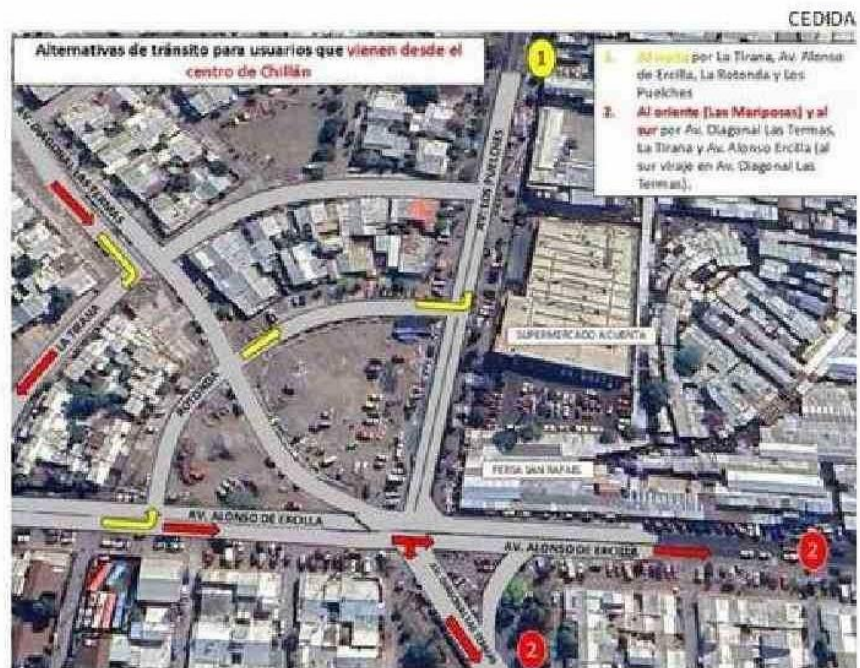 CEDIDA
Alternativas de tránsito para usuarios que vienen desde el
centro de Chillán
1
1. Al norte por La Tirana, Av. Alonso
de Ercilla, La Rotonda y Los
Puelches
2. Al oriente (Las Mariposas) y al
sur por Av. Diagonal Las Termas,
La Tirana y Av. Alonso Ercilla (al
sur viraje en Av. Diagonal Las
Termas).
AV. DIAGONAL LAS TERMAS
AV. LOS PUELCHES
LA TIRANA
ROTONDA
SUPERMERCADO ACUENTA
FERIA SAN RAFAEL
AV. ALONSO DE ERCILLA
AV. ALONSO DE ERCILLA
2
2